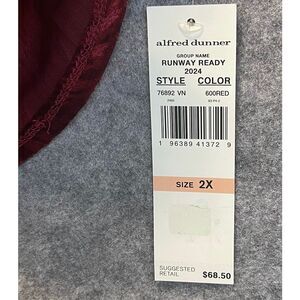 alfred dunner
GROUP NAME
RUNWAY READY
2024
STYLE COLOR
76892 VN 600RED
1 96389 41372 9
SIZE 2X
SUGGESTED
RETAIL $68.50